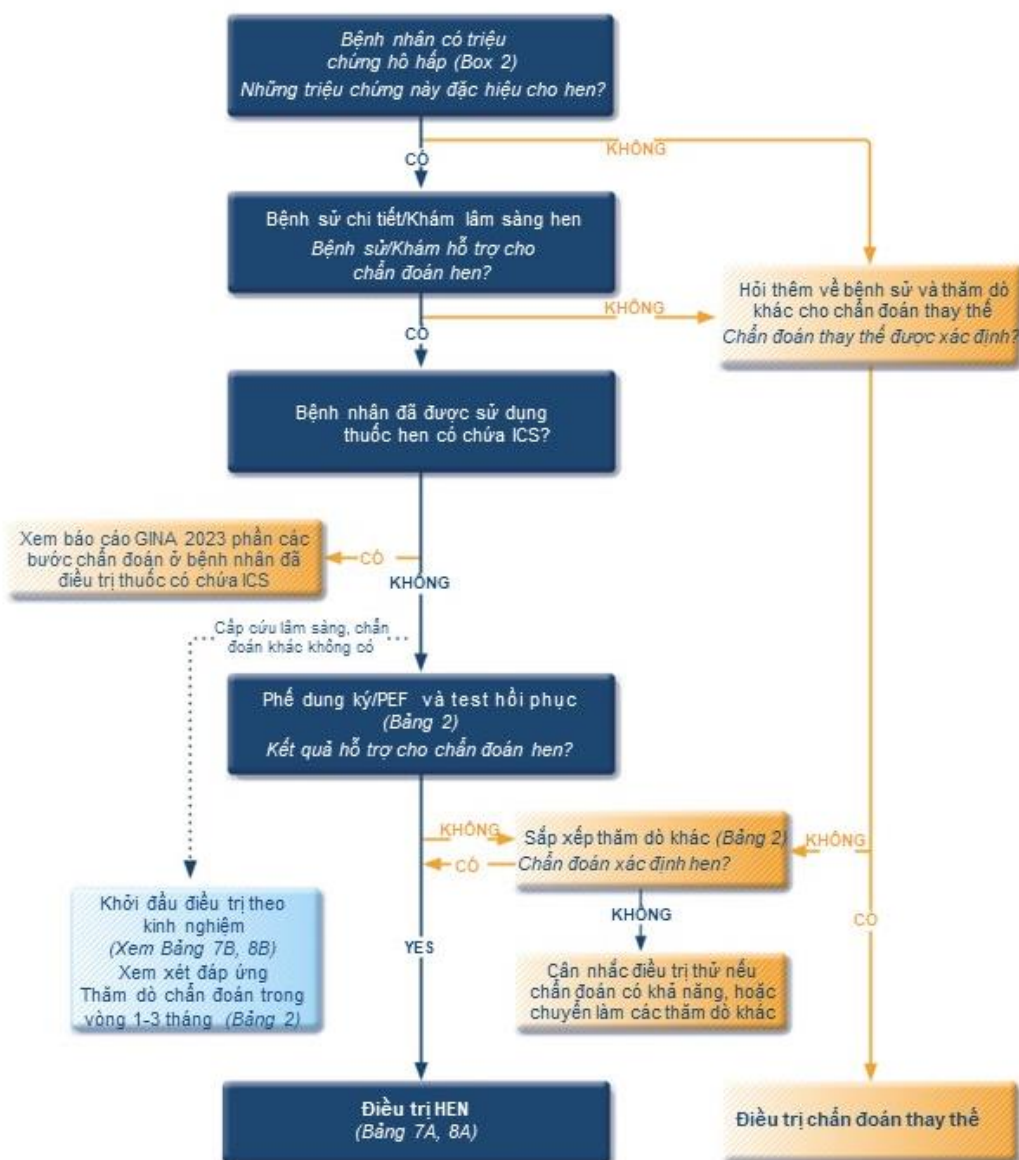 Bệnh nhân có triệu
chứng hô hấp (Box 2)
Những triệu chứng này đặc hiệu cho hen?
KHÔNG
CÓ
Bệnh sử chi tiết/Khám lâm sàng hen
Bệnh sử/Khám hỗ trợ cho
chẩn đoán hen?
Hỏi thêm về bệnh sử và thăm dò
khác cho chẩn đoán thay thế
Chẩn đoán thay thế được xác định?
KHÔNG
CÓ
Bệnh nhân đã được sử dụng
thuốc hen có chứa ICS?
Xem báo cáo GINA 2023 phần các
bước chẩn đoán ở bệnh nhân đã
điều trị thuốc có chứa ICS
CÓ
KHÔNG
Cấp cứu lâm sàng, chẩn
đoán khác không có
Phế dung ký/PEF và test hồi phục
(Bảng 2)
Kết quả hỗ trợ cho chẩn đoán hen?
KHÔNG
CÓ
Sắp xếp thăm dò khác (Bảng 2)
Chẩn đoán xác định hen?
KHÔNG
Khởi đầu điều trị theo
kinh nghiệm
(Xem Bảng 7B, 8B)
Xem xét đáp ứng
Thăm dò chẩn đoán trong
vòng 1-3 tháng (Bảng 2)
YES
KHÔNG
CÓ
Cân nhắc điều trị thử nếu
chẩn đoán có khả năng, hoặc
chuyển làm các thăm dò khác
Điều trị HEN
(Bảng 7A, 8A)
Điều trị chẩn đoán thay thế